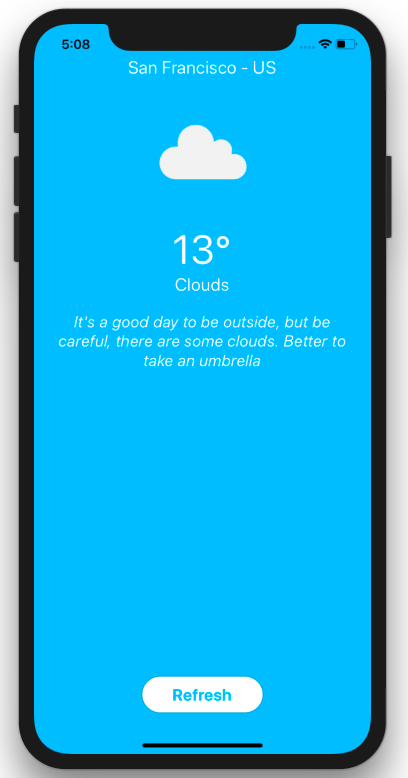 5:08
San Francisco - US
13°
Clouds
It's a good day to be outside, but be
careful, there are some clouds. Better to
take an umbrella
Refresh